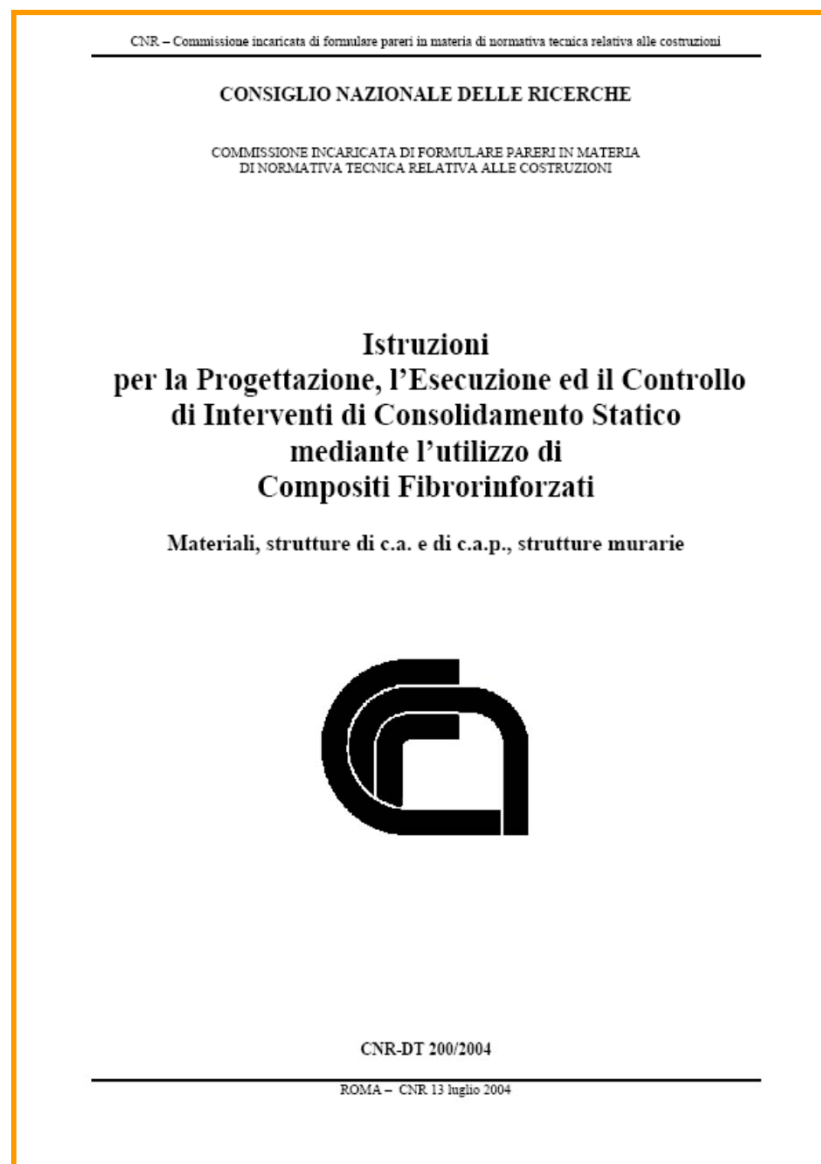 CNR – Commissione incaricata di formulare pareri in materia di normativa tecnica relativa alle costruzioni
CONSIGLIO NAZIONALE DELLE RICERCHE
COMMISSIONE INCARICATA DI FORMULARE PARERI IN MATERIA
DI NORMATIVA TECNICA RELATIVA ALLE COSTRUZIONI
Istruzioni
per la Progettazione, l’Esecuzione ed il Controllo
di Interventi di Consolidamento Statico
mediante l’utilizzo di
Compositi Fibrorinforzati
Materiali, strutture di c.a. e di c.a.p., strutture murarie
CNR-DT 200/2004
ROMA – CNR 13 luglio 2004